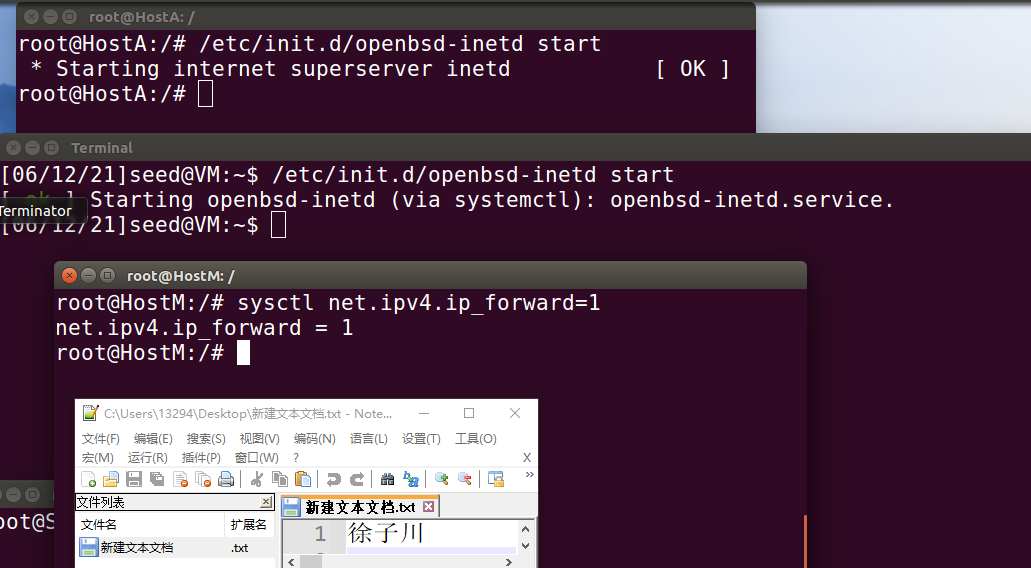 root@HostA: /
root@HostA:/# /etc/init.d/openbsd-inetd start
* Starting internet superserver inetd [ OK ]
root@HostA:/#
Terminal
[06/12/21]seed@VM:~$ /etc/init.d/openbsd-inetd start
[ ok ] Starting openbsd-inetd (via systemctl): openbsd-inetd.service.
Terminator
[06/12/21]seed@VM:~$
root@HostM: /
root@HostM:/# sysctl net.ipv4.ip_forward=1
net.ipv4.ip_forward = 1
root@HostM:/#
C:\Users\13294\Desktop\新建文本文档.txt - Note...
文件(F) 编辑(E) 搜索(S) 视图(V) 编码(N) 语言(L) 设置(T) 工具(O)
宏(M) 运行(R) 插件(P) 窗口(W) ? X
文件列表
新建文本文档.txt
文件名 扩展名
1 徐子川
新建文本文档 .txt
oot@S